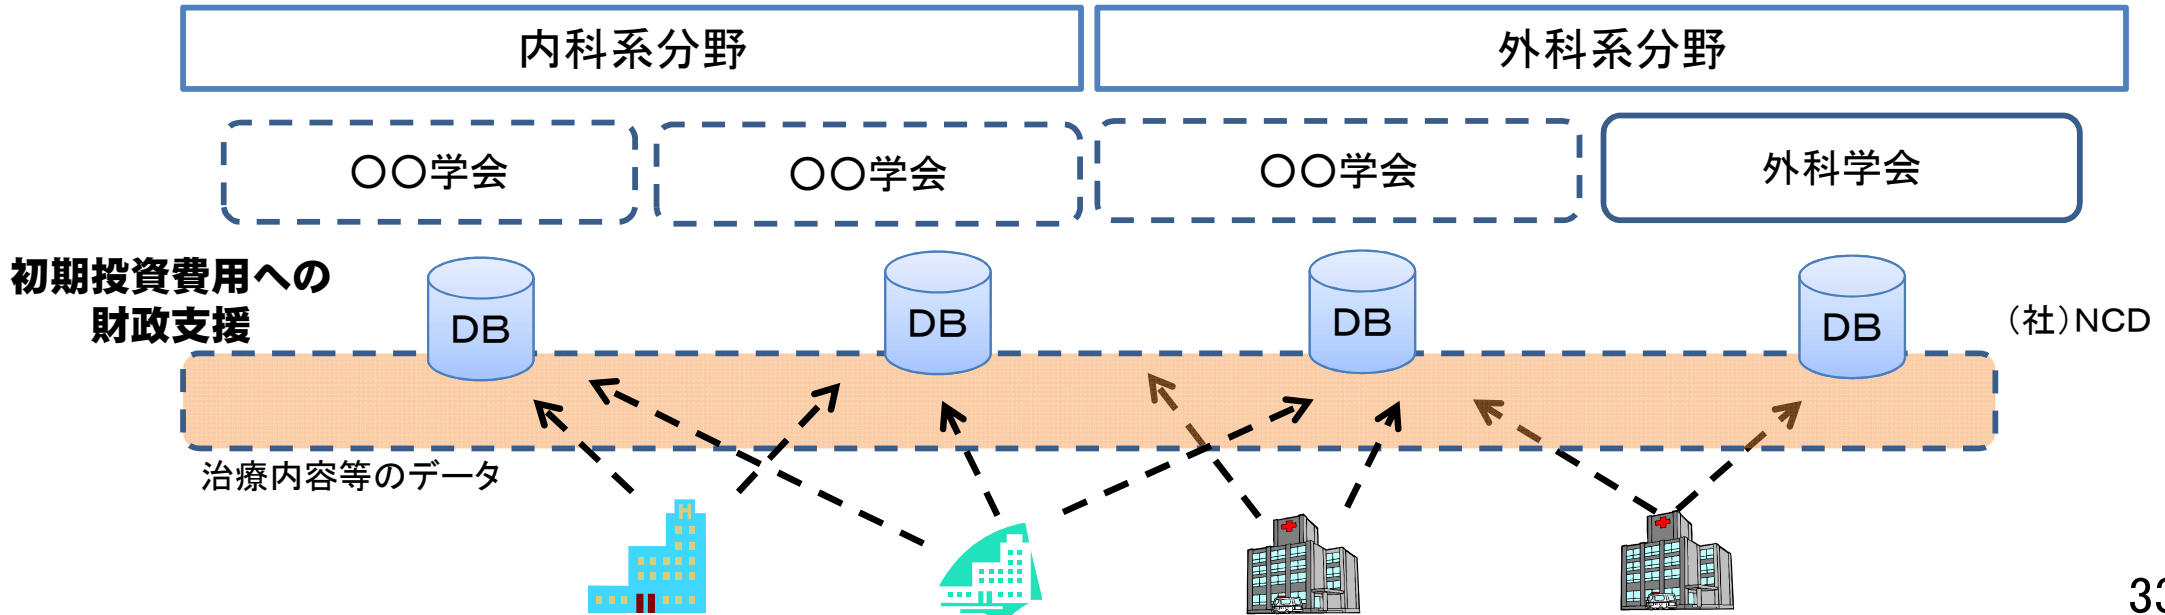 内科系分野
外科系分野
○○学会
○○学会
○○学会
外科学会
初期投資費用への
財政支援
DB
DB
DB
DB
(社)NCD
治療内容等のデータ
H
33